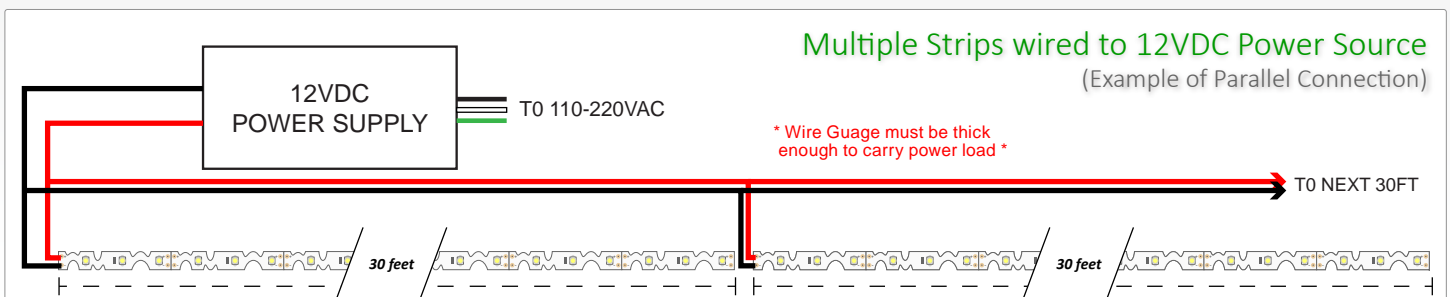 Multiple Strips wired to 12VDC Power Source
(Example of Parallel Connection)
12VDC
POWER SUPPLY
T0 110-220VAC
* Wire Guage must be thick
enough to carry power load *
T0 NEXT 30FT
30 feet
30 feet